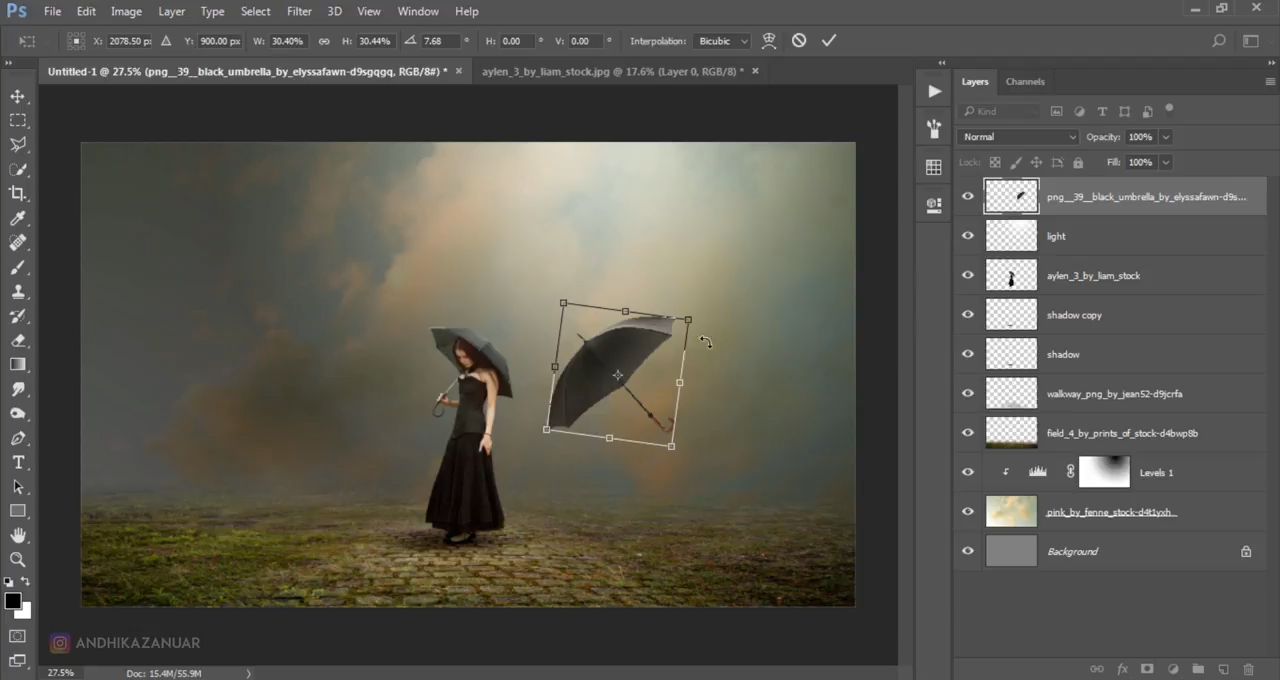 Ps File Edit Image Layer Type Select Filter 3D View Window Help
X: 2078.50 px Y: 900.00 px W: 30.40% H: 30.44% 7.68 ° H: 0.00 ° V: 0.00 ° Interpolation: Bicubic
Untitled-1 @ 27.5% (png__39__black_umbrella_by_elyssafawn-d9sgqgq, RGB/8#) * ×
aylen_3_by_liam_stock.jpg @ 17.6% (Layer 0, RGB/8) * ×
Layers Channels
Kind
Normal Opacity: 100%
Lock: Fill: 100%
png__39__black_umbrella_by_elyssafawn-d9s...
light
aylen_3_by_liam_stock
shadow copy
shadow
walkway_png_by_jean52-d9jcrfa
field_4_by_prints_of_stock-d4bwp8b
Levels 1
pink_by_fenne_stock-d4t1yxh
Background
ANDHIKAZANUAR
27.5% Doc: 15.4M/55.9M